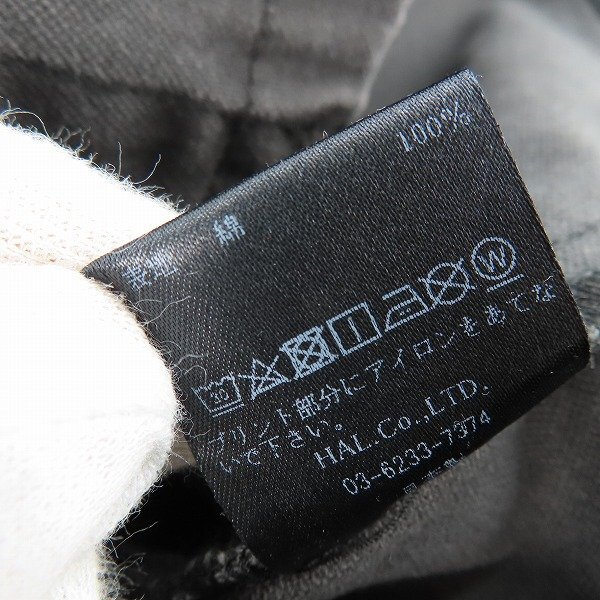 表地 綿 100%
30 W
プリント部分にアイロンをあてな
いで下さい。
HAL.Co.,LTD.
03-6233-7374